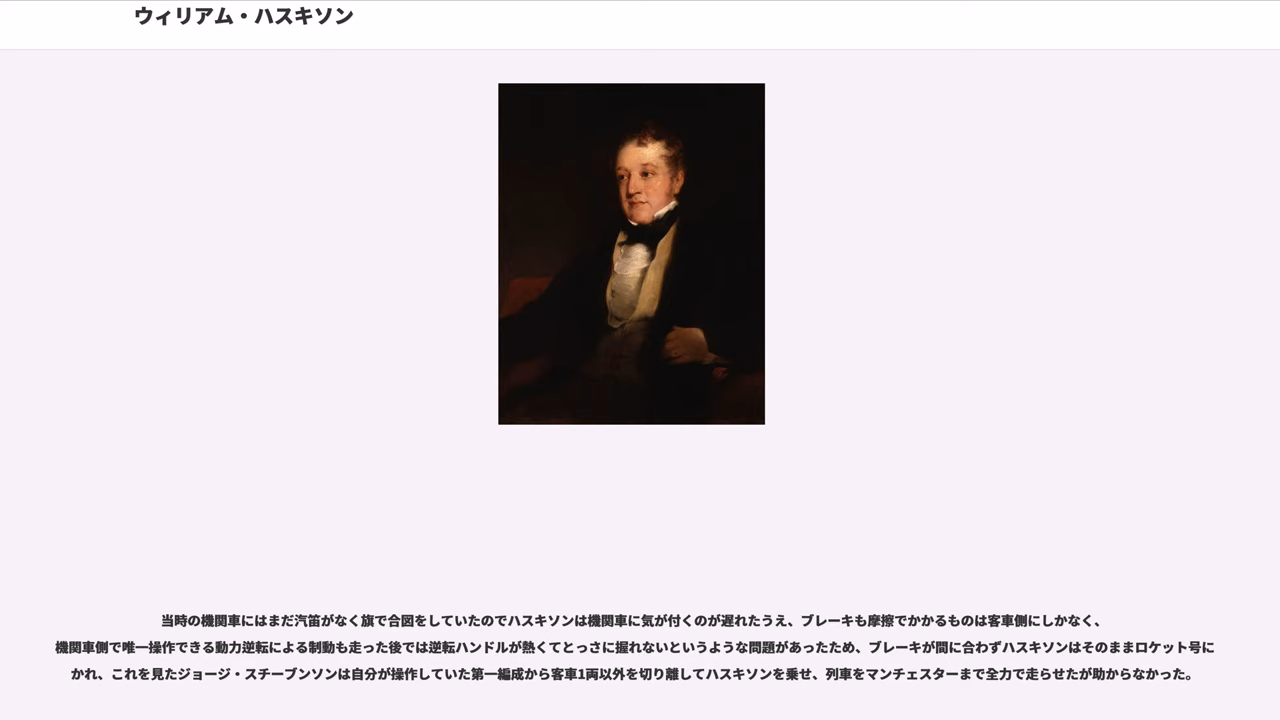 ウィリアム・ハスキソン
当時の機関車にはまだ汽笛がなく旗で合図をしていたのでハスキソンは機関車に気が付くのが遅れたうえ、ブレーキも摩擦でかかるものは客車側にしかなく、
機関車側で唯一操作できる動力逆転による制動も走った後では逆転ハンドルが熱くてとっさに握れないというような問題があったため、ブレーキが間に合わずハスキソンはそのままロケット号に
かれ、これを見たジョージ・スチーブンソンは自分が操作していた第一編成から客車1両以外を切り離してハスキソンを乗せ、列車をマンチェスターまで全力で走らせたが助からなかった。